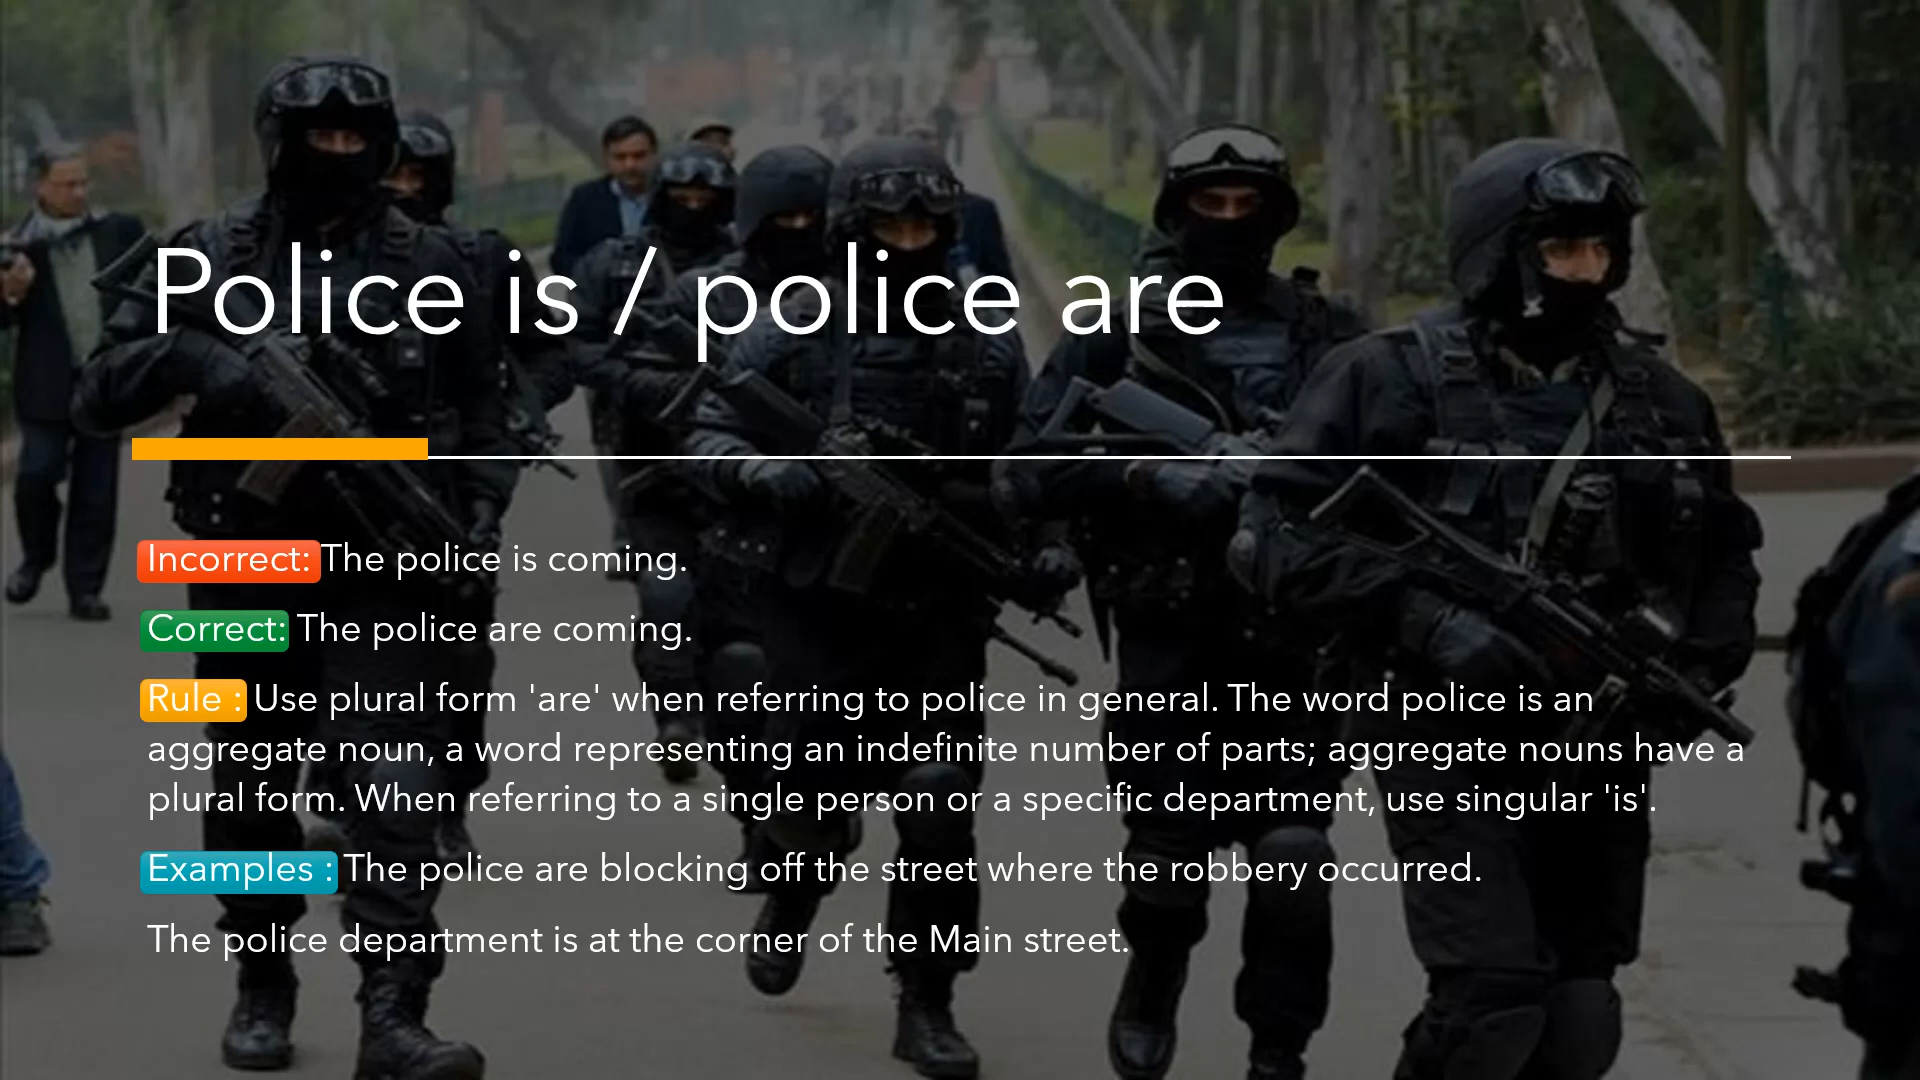 Police is / police are
Incorrect: The police is coming.
Correct: The police are coming.
Rule : Use plural form 'are' when referring to police in general. The word police is an
aggregate noun, a word representing an indefinite number of parts; aggregate nouns have a
plural form. When referring to a single person or a specific department, use singular 'is'.
Examples : The police are blocking off the street where the robbery occurred.
The police department is at the corner of the Main street.